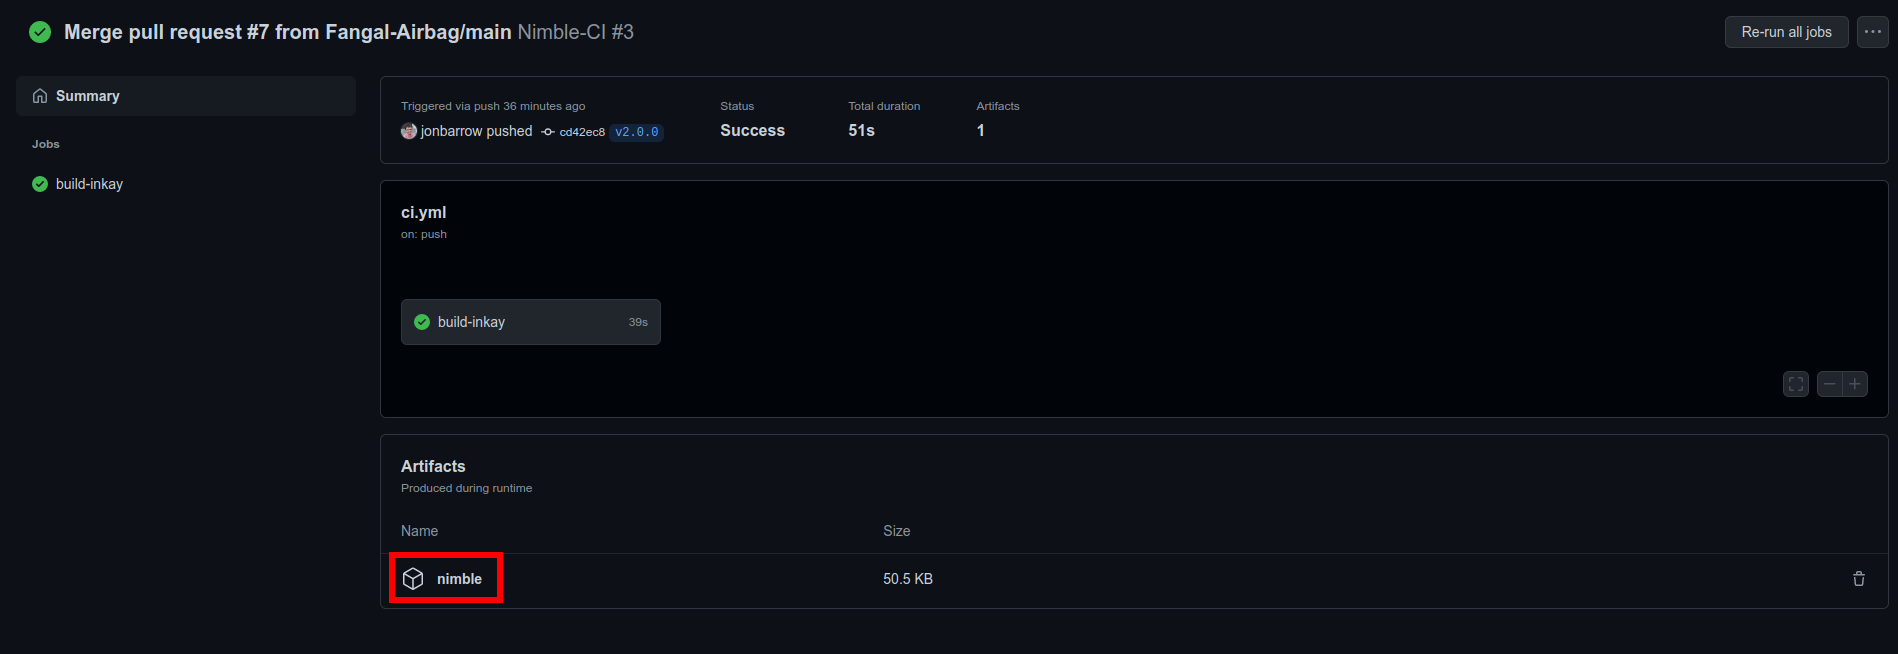 Merge pull request #7 from Fangal-Airbag/main Nimble-CI #3
Re-run all jobs
Summary
Jobs
build-inkay
Triggered via push 36 minutes ago
jonbarrow pushed cd42ec8 v2.0.0
Status
Success
Total duration
51s
Artifacts
1
ci.yml
on: push
build-inkay 39s
Artifacts
Produced during runtime
Name Size
nimble 50.5 KB